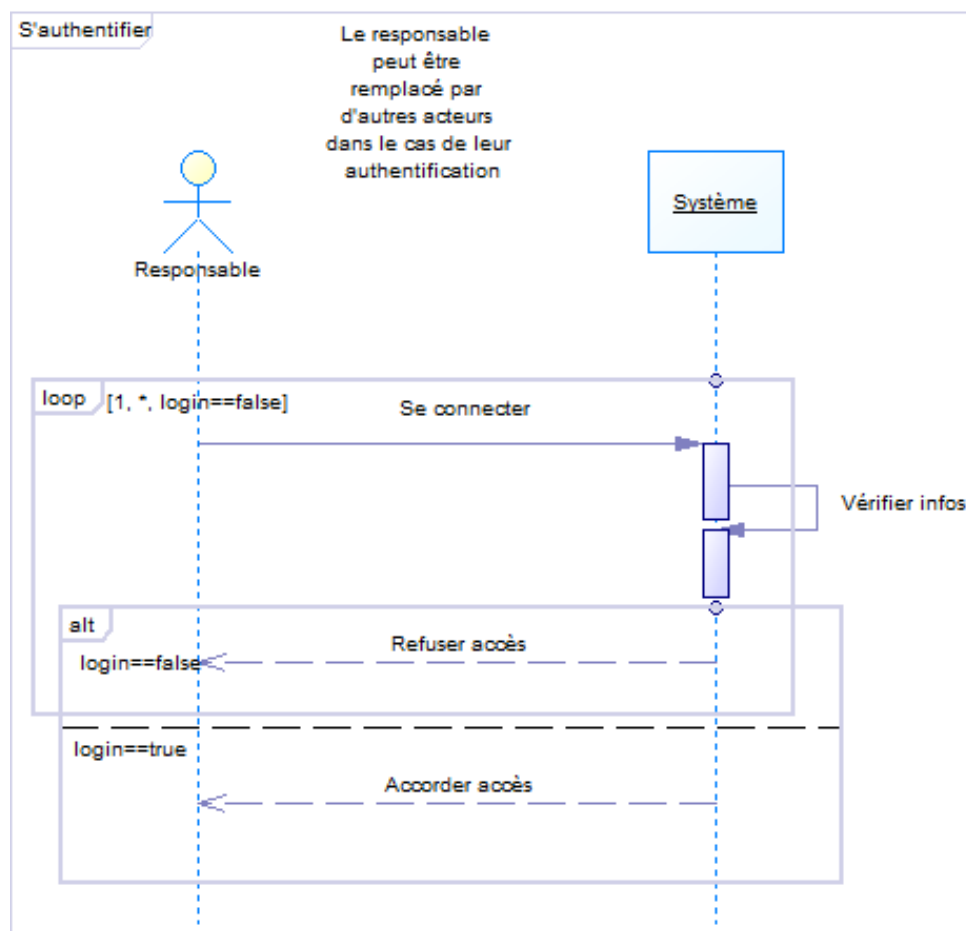 S'authentifier
Le responsable
peut être
remplacé par
d'autres acteurs
dans le cas de leur
authentification
Système
Responsable
loop
[1, *, login==false]
Se connecter
Vérifier infos
alt
Refuser accès
login==false
login==true
Accorder accès